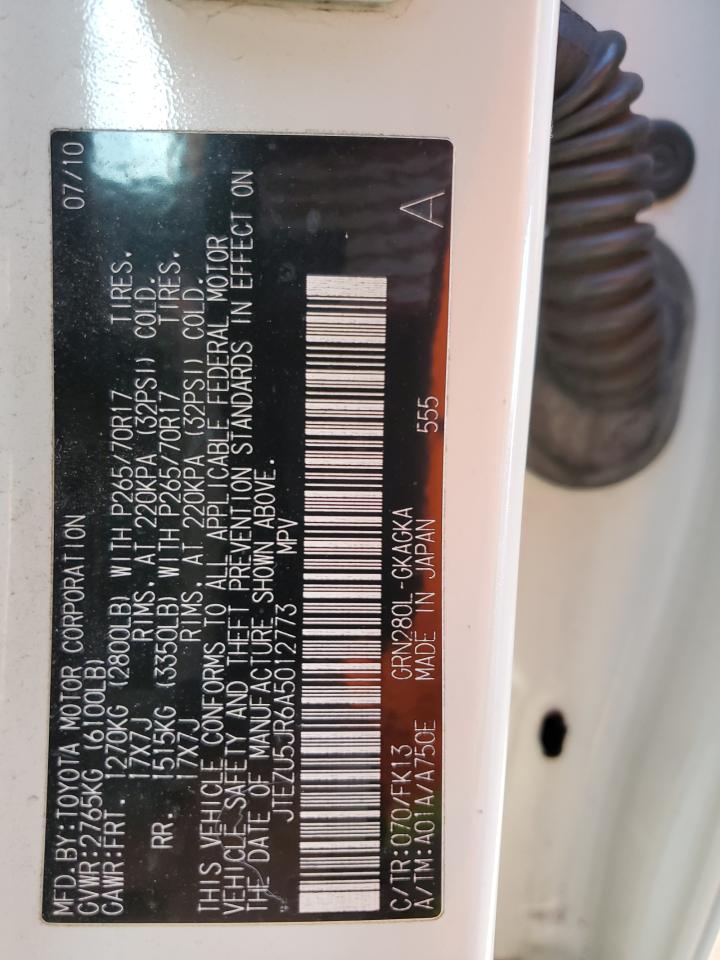 MFD.BY:TOYOTA MOTOR CORPORATION 07/10
GVWR:2765KG (6100LB)
GAWR:FRT. 1270KG (2800LB) WITH P265/70R17 TIRES.
17X7J RIMS. AT 220KPA (32PSI) COLD.
RR. 1515KG (3350LB) WITH P265/70R17 TIRES.
17X7J RIMS. AT 220KPA (32PSI) COLD.
THIS VEHICLE CONFORMS TO ALL APPLICABLE FEDERAL MOTOR
VEHICLE SAFETY AND THEFT PREVENTION STANDARDS IN EFFECT ON
THE DATE OF MANUFACTURE SHOWN ABOVE.
JTEZU5JR6A5012773 MPV
C/TR:070/FK13 GRN280L-GKAGKA A
A/TM:A01A/A750E MADE IN JAPAN 555